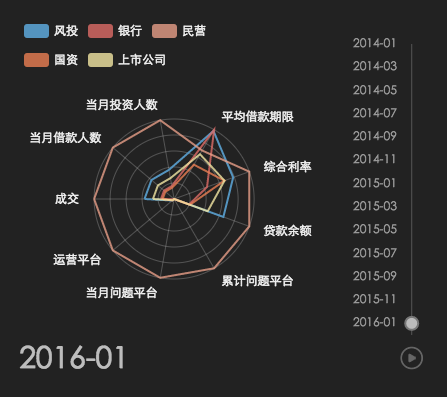 风投 银行 民营
国资 上市公司
当月投资人数
平均借款期限
当月借款人数
综合利率
成交
贷款余额
运营平台
累计问题平台
当月问题平台
2014-01
2014-03
2014-05
2014-07
2014-09
2014-11
2015-01
2015-03
2015-05
2015-07
2015-09
2015-11
2016-01
2016-01